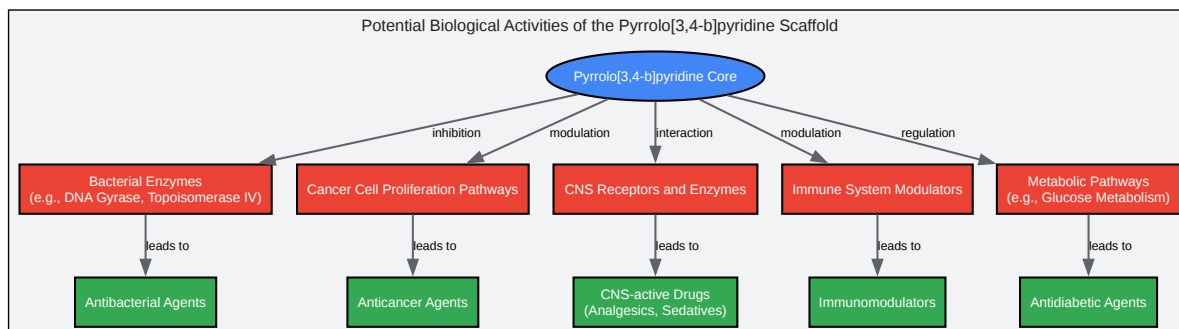 Potential Biological Activities of the Pyrrolo[3,4-b]pyridine Scaffold
Pyrrolo[3,4-b]pyridine Core
inhibition
modulation
interaction
modulation
regulation
Bacterial Enzymes
(e.g., DNA Gyrase, Topoisomerase IV)
Cancer Cell Proliferation Pathways
CNS Receptors and Enzymes
Immune System Modulators
Metabolic Pathways
(e.g., Glucose Metabolism)
leads to
leads to
leads to
leads to
leads to
Antibacterial Agents
Anticancer Agents
CNS-active Drugs
(Analgesics, Sedatives)
Immunomodulators
Antidiabetic Agents